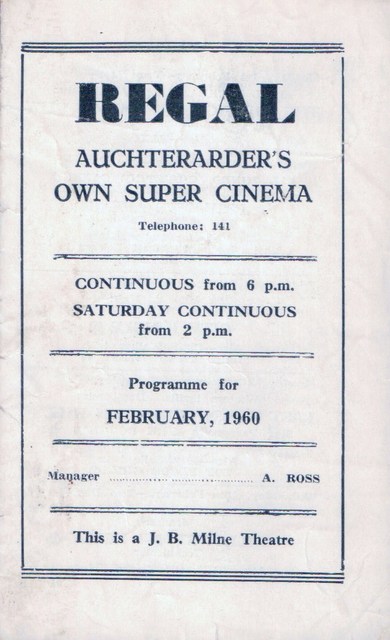 REGAL
AUCHTERARDER'S
OWN SUPER CINEMA
Telephone: 141
CONTINUOUS from 6 p.m.
SATURDAY CONTINUOUS
from 2 p.m.
Programme for
FEBRUARY, 1960
Manager ........................................ A. ROSS
This is a J. B. Milne Theatre